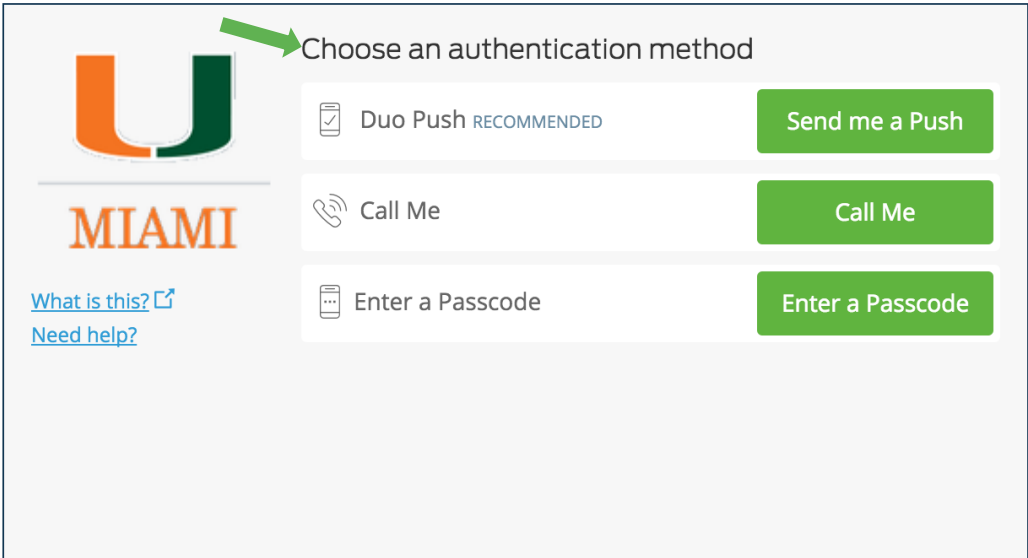 Choose an authentication method
Duo Push RECOMMENDED
Send me a Push
Call Me
Call Me
Enter a Passcode
Enter a Passcode
U
MIAMI
What is this?
Need help?